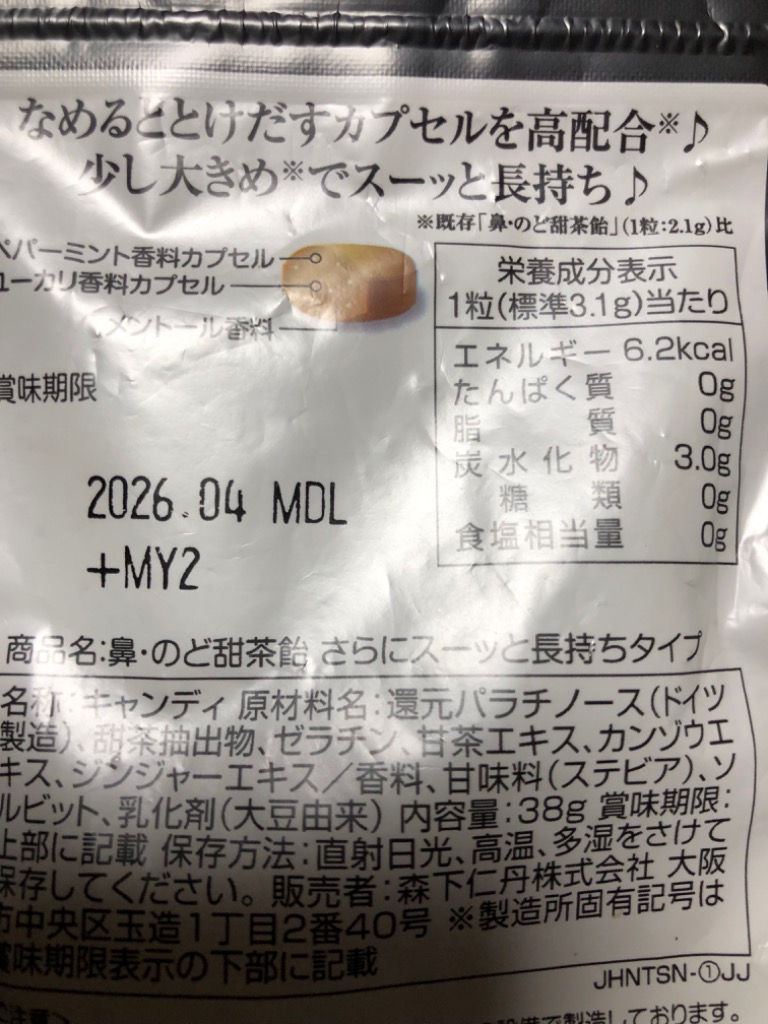 なめるととけだすカプセルを高配合※♪
少し大きめ※でスーッと長持ち♪
※既存「鼻・のど甜茶飴」(1粒:2.1g)比
ペパーミント香料カプセル
ユーカリ香料カプセル
メントール香料
栄養成分表示
1粒(標準3.1g)当たり
エネルギー 6.2kcal
たんぱく質 0g
脂質 0g
炭水化物 3.0g
糖類 0g
食塩相当量 0g
賞味期限
2026.04 MDL
+MY2
商品名:鼻・のど甜茶飴 さらにスーッと長持ちタイプ
名称:キャンディ 原材料名:還元パラチノース(ドイツ
製造)、甜茶抽出物、ゼラチン、甘茶エキス、カンゾウエ
キス、ジンジャーエキス/香料、甘味料(ステビア)、ソ
ルビット、乳化剤(大豆由来) 内容量:38g 賞味期限:
上部に記載 保存方法:直射日光、高温、多湿をさけて
保存してください。 販売者:森下仁丹株式会社 大阪
市中央区玉造1丁目2番40号 ※製造所固有記号は
賞味期限表示の下部に記載
JHNTSN-①JJ
注意>
で製造しております。